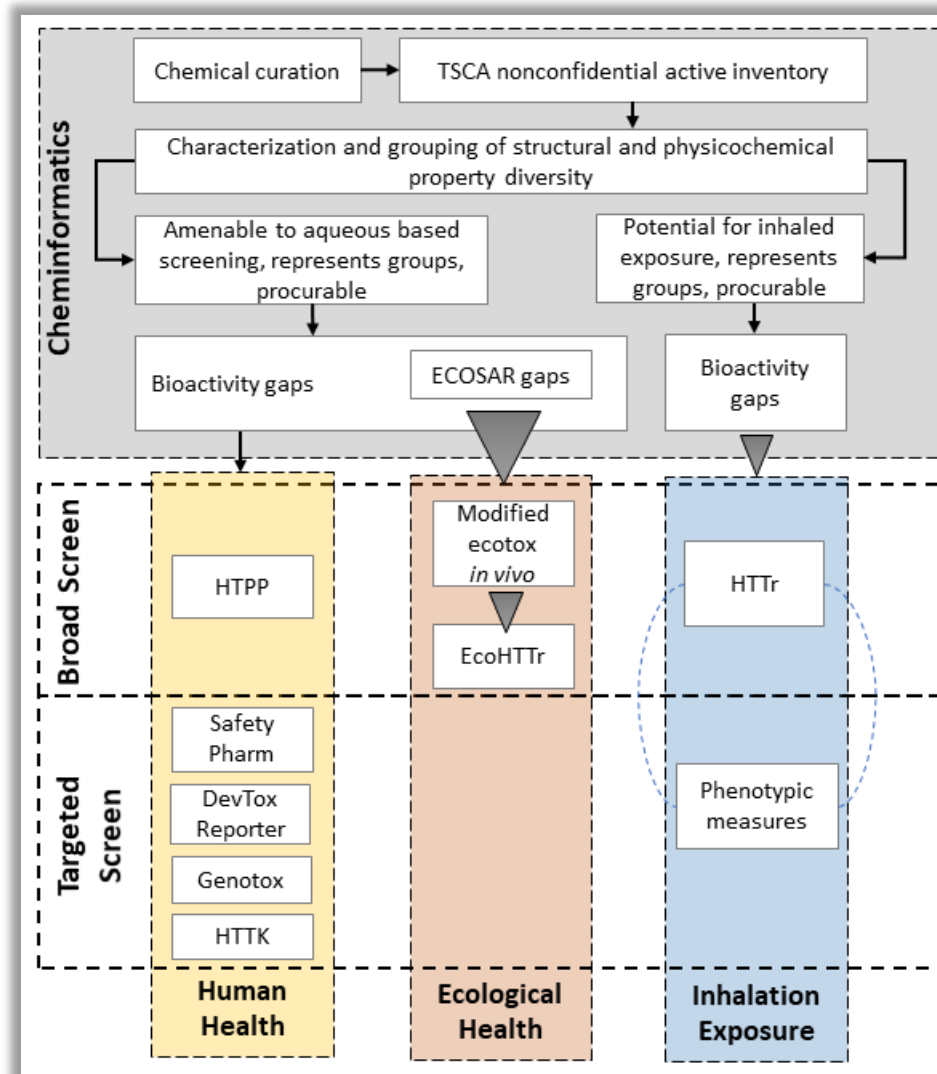 Cheminformatics
Chemical curation
TSCA nonconfidential active inventory
Characterization and grouping of structural and physicochemical
property diversity
Amenable to aqueous based
screening, represents groups,
procurable
Potential for inhaled
exposure, represents
groups, procurable
Bioactivity gaps
ECOSAR gaps
Bioactivity
gaps
Broad Screen
HTPP
Modified
ecotox
in vivo
EcoHTTr
HTTr
Targeted
Screen
Safety
Pharm
DevTox
Reporter
Genotox
HTTK
Phenotypic
measures
Human
Health
Ecological
Health
Inhalation
Exposure